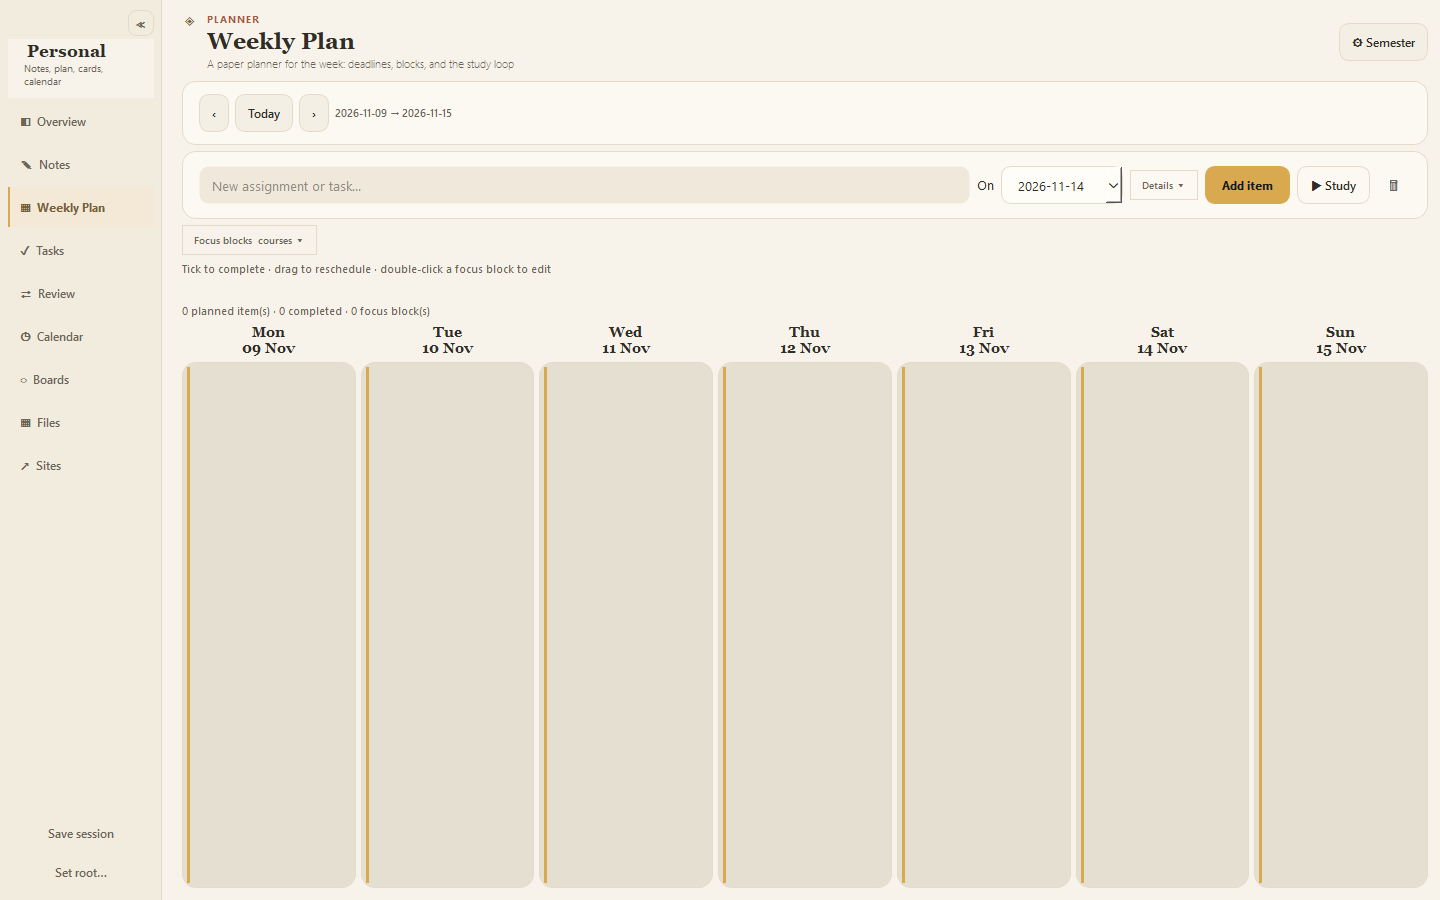 «
Personal
Notes, plan, cards,
calendar
Overview
Notes
Weekly Plan
Tasks
Review
Calendar
Boards
Files
Sites
Save session
Set root...
PLANNER
Weekly Plan
A paper planner for the week: deadlines, blocks, and the study loop
⚙ Semester
‹ Today › 2026-11-09 → 2026-11-15
New assignment or task... On 2026-11-14 Details ▾ Add item ▶ Study
Focus blocks courses ▾
Tick to complete · drag to reschedule · double-click a focus block to edit
0 planned item(s) · 0 completed · 0 focus block(s)
Mon Tue Wed Thu Fri Sat Sun
09 Nov 10 Nov 11 Nov 12 Nov 13 Nov 14 Nov 15 Nov